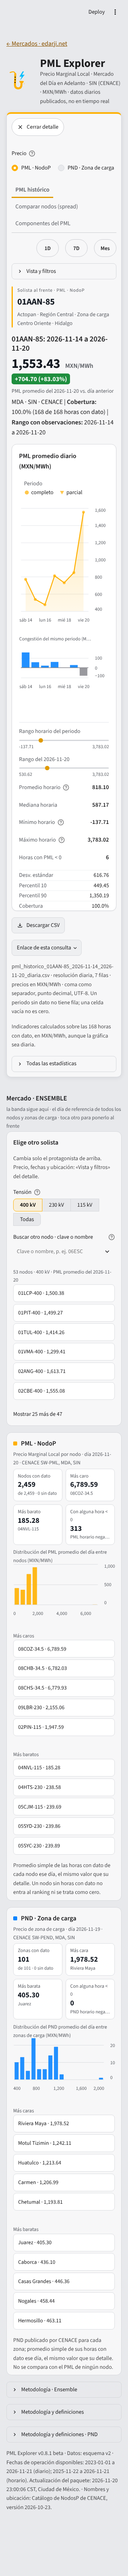 Deploy
← Mercados · edarji.net
PML Explorer
Precio Marginal Local · Mercado
del Día en Adelanto · SIN (CENACE)
· MXN/MWh · datos diarios
publicados, no en tiempo real
Cerrar detalle
Precio
PML · NodoP
PND · Zona de carga
PML histórico
Comparar nodos (spread)
Componentes del PML
1D
7D
Mes
Vista y filtros
Solista al frente · PML · NodoP
01AAN-85
Actopan · Región Central · Zona de carga
Centro Oriente · Hidalgo
01AAN-85: 2026-11-14 a 2026-
11-20
1,553.43 MXN/MWh
+704.70 (+83.03%)
PML promedio del 2026-11-20 vs. día anterior
MDA · SIN · CENACE | Cobertura:
100.0% (168 de 168 horas con dato) |
Rango con observaciones: 2026-11-14
a 2026-11-20
PML promedio diario
(MXN/MWh)
Periodo
completo
parcial
1,600
1,400
1,200
1,000
800
600
400
sáb 14
lun 16
mié 18
vie 20
Congestión del mismo periodo (M…
100
0
−100
sáb 14
lun 16
mié 18
vie 20
Rango horario del periodo
-137.71
3,783.02
Rango del 2026-11-20
3,783.02
Promedio horario
818.10
Mediana horaria
587.17
Mínimo horario
-137.71
Máximo horario
3,783.02
Horas con PML < 0
6
Desv. estándar
616.76
Percentil 10
449.45
Percentil 90
1,350.19
Cobertura
100.0%
Descargar CSV
Enlace de esta consulta
pml_historico_01AAN-85_2026-11-14_2026-
11-20_diaria.csv · resolución diaria, 7 filas ·
precios en MXN/MWh · coma como
separador, punto decimal, UTF-8. Un
periodo sin dato no tiene fila; una celda
vacía no es cero.
Indicadores calculados sobre las 168 horas
con dato, en MXN/MWh, aunque la gráfica
sea diaria.
Todas las estadísticas
Mercado · ENSEMBLE
la banda sigue aquí · el día de referencia de todos los
nodos y zonas de carga · toca otro para ponerlo al
frente
Elige otro solista
Cambia solo el protagonista de arriba.
Precio, fechas y ubicación: «Vista y filtros»
del detalle.
Tensión
400 kV
230 kV
115 kV
Todas
Buscar otro nodo · clave o nombre
Clave o nombre, p. ej. 06ESC
53 nodos · 400 kV · PML promedio del 2026-11-
20
01LCP-400 · 1,500.38
01PIT-400 · 1,499.27
01TUL-400 · 1,414.26
01VMA-400 · 1,299.41
02ANG-400 · 1,613.71
02CBE-400 · 1,555.08
Mostrar 25 más de 47
PML · NodoP
Precio Marginal Local por nodo · día 2026-11-
20 · CENACE SW-PML, MDA, SIN
Nodos con dato
2,459
de 2,459 · 0 sin dato
Más caro
6,789.59
08COZ-34.5
Más barato
185.28
04NVL-115
Con alguna hora <
0
313
PML horario nega…
Distribución del PML promedio del día entre
nodos (MXN/MWh)
1,000
500
0
0
2,000
4,000
6,000
Más caros
08COZ-34.5 · 6,789.59
08CHB-34.5 · 6,782.03
08CHS-34.5 · 6,779.93
09LBR-230 · 2,155.06
02PIN-115 · 1,947.59
Más baratos
04NVL-115 · 185.28
04HTS-230 · 238.58
05CJM-115 · 239.69
05SYD-230 · 239.86
05SYC-230 · 239.89
Promedio simple de las horas con dato de
cada nodo ese día, el mismo valor que su
detalle. Un nodo sin horas con dato no
entra al ranking ni se trata como cero.
PND · Zona de carga
Precio de zona de carga · día 2026-11-19 ·
CENACE SW-PEND, MDA, SIN
Zonas con dato
101
de 101 · 0 sin dato
Más cara
1,978.52
Riviera Maya
Más barata
405.30
Juarez
Con alguna hora <
0
0
PND horario nega…
Distribución del PND promedio del día entre
zonas de carga (MXN/MWh)
20
10
0
400
800
1,200
1,600
2,000
Más caras
Riviera Maya · 1,978.52
Motul Tizimin · 1,242.11
Huatulco · 1,213.64
Carmen · 1,206.99
Chetumal · 1,193.81
Más baratas
Juarez · 405.30
Caborca · 436.10
Casas Grandes · 446.36
Nogales · 458.44
Hermosillo · 463.11
PND publicado por CENACE para cada
zona; promedio simple de sus horas con
dato ese día, el mismo valor que su detalle.
No se compara con el PML de ningún nodo.
Metodología · Ensemble
Metodología y definiciones
Metodología y definiciones · PND
PML Explorer v0.8.1 beta · Datos: esquema v2 ·
Fechas de operación disponibles: 2023-01-01 a
2026-11-21 (diario); 2025-11-22 a 2026-11-21
(horario). Actualización del paquete: 2026-11-20
23:00:06 CST, Ciudad de México. · Nombres y
ubicación: Catálogo de NodosP de CENACE,
versión 2026-10-23.